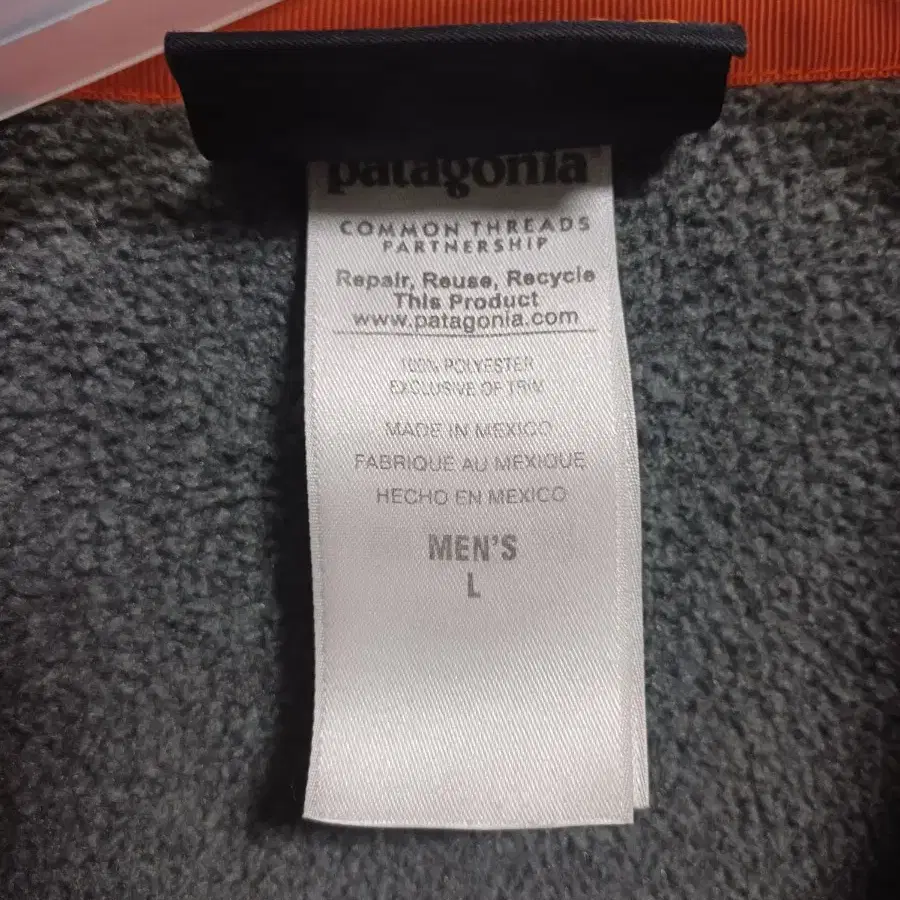 patagonia
COMMON THREADS
PARTNERSHIP
Repair, Reuse, Recycle
This Product
www.patagonia.com
100% POLYESTER
EXCLUSIVE OF TRIM
MADE IN MEXICO
FABRIQUE AU MEXIQUE
HECHO EN MEXICO
MEN'S
L